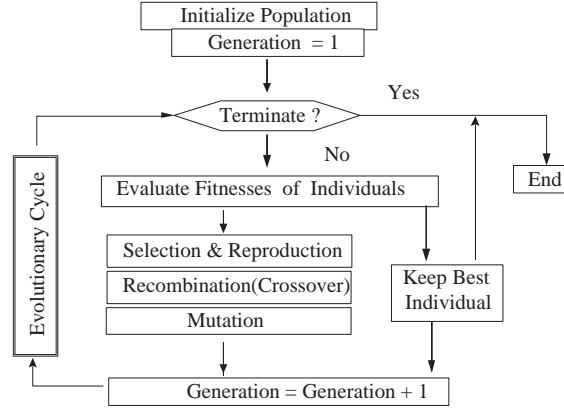 Initialize Population
Generation = 1
Yes
Terminate ?
No
Evaluate Fitnesses of Individuals
End
Evolutionary Cycle
Selection & Reproduction
Recombination(Crossover)
Mutation
Keep Best
Individual
Generation = Generation + 1